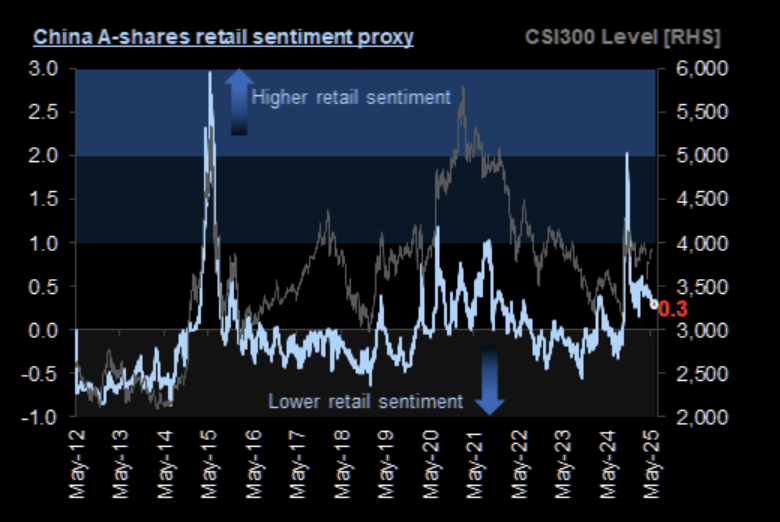 China A-shares retail sentiment proxy CSI300 Level [RHS]
3.0 6,000
Higher retail sentiment
2.5 5,500
2.0 5,000
1.5 4,500
1.0 4,000
0.5 3,500
0.3
0.0 3,000
-0.5 2,500
Lower retail sentiment
-1.0 2,000
May-12 May-13 May-14 May-15 May-16 May-17 May-18 May-19 May-20 May-21 May-22 May-23 May-24 May-25